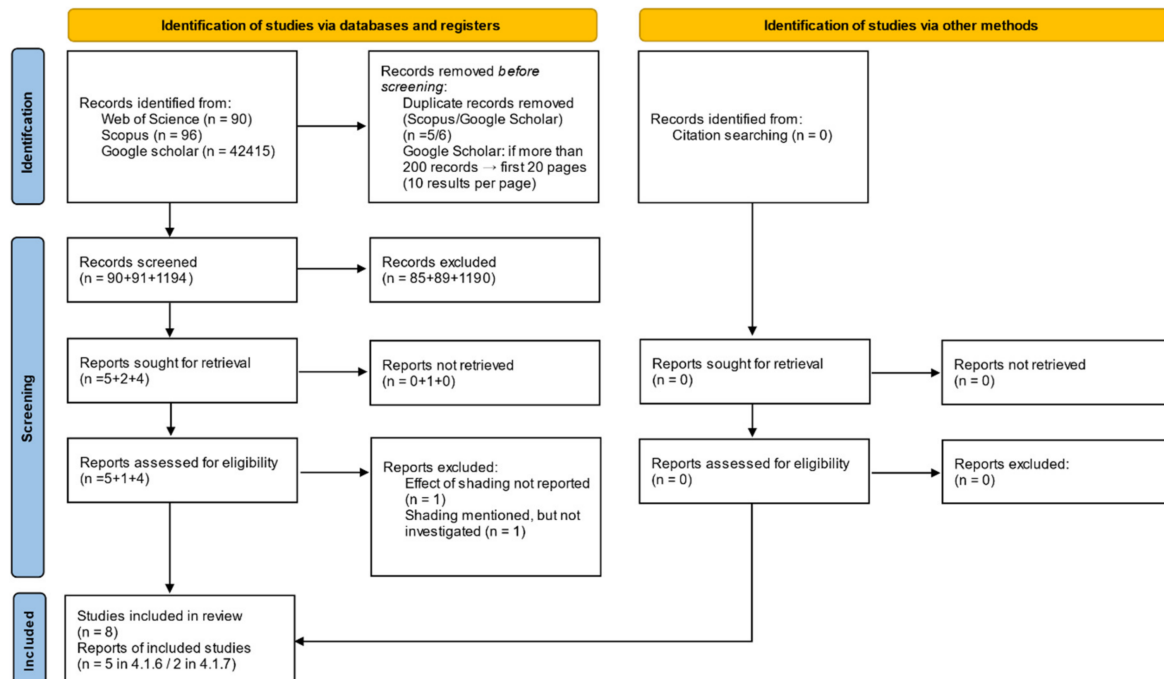 Identification of studies via databases and registers
Identification of studies via other methods
Identifcation
Records identified from:
Web of Science (n = 90)
Scopus (n = 96)
Google scholar (n = 42415)
Records removed before
screening:
Duplicate records removed
(Scopus/Google Scholar)
(n =5/6)
Google Scholar: if more than
200 records → first 20 pages
(10 results per page)
Records identified from:
Citation searching (n = 0)
Screening
Records screened
(n = 90+91+1194)
Records excluded
(n = 85+89+1190)
Reports sought for retrieval
(n =5+2+4)
Reports not retrieved
(n = 0+1+0)
Reports sought for retrieval
(n = 0)
Reports not retrieved
(n = 0)
Reports assessed for eligibility
(n =5+1+4)
Reports excluded:
Effect of shading not reported
(n = 1)
Shading mentioned, but not
investigated (n = 1)
Reports assessed for eligibility
(n = 0)
Reports excluded:
(n = 0)
Included
Studies included in review
(n = 8)
Reports of included studies
(n = 5 in 4.1.6 / 2 in 4.1.7)